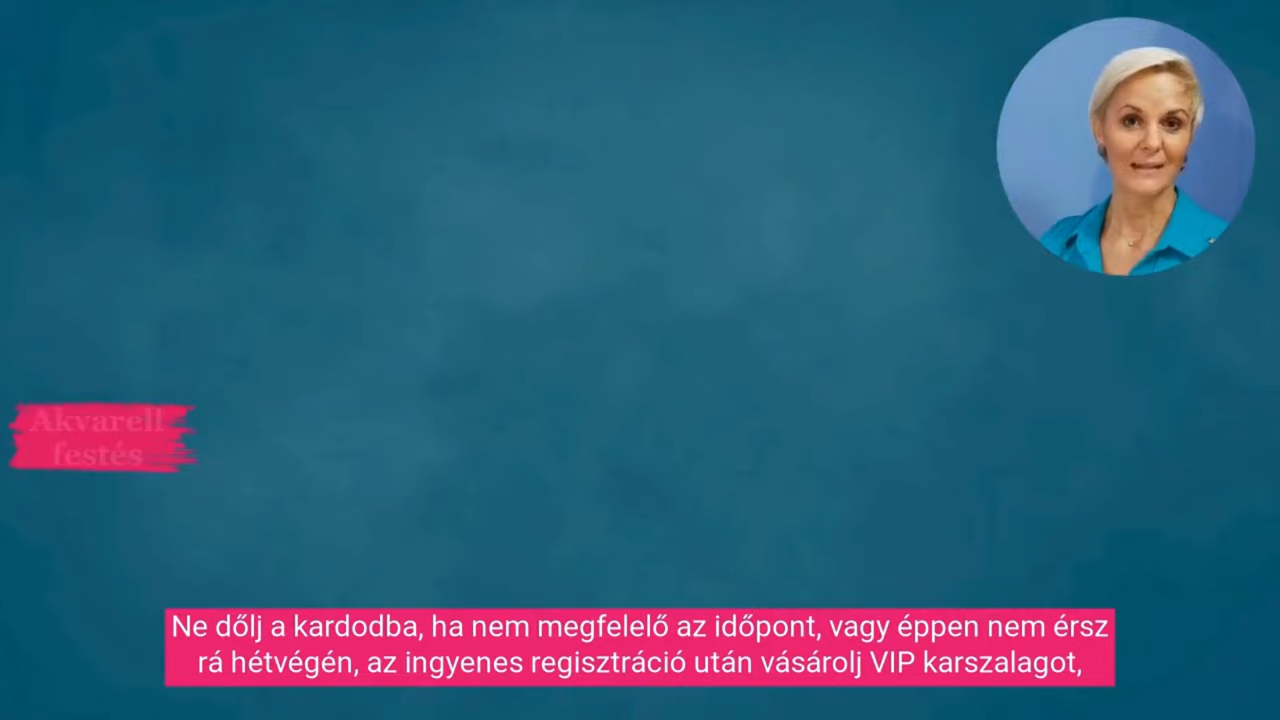 Akvarell
festés
Ne dőlj a kardodba, ha nem megfelelő az időpont, vagy éppen nem érsz
rá hétvégén, az ingyenes regisztráció után vásárolj VIP karszalagot,